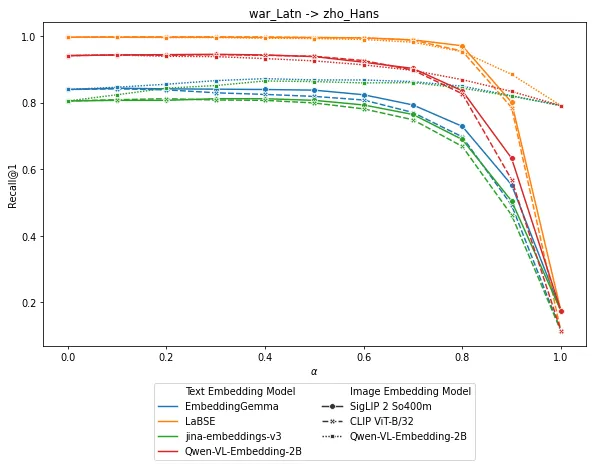 war_Latn -> zho_Hans
1.0
0.8
0.6
0.4
0.2
Recall@1
0.0 0.2 0.4 0.6 0.8 1.0
α
Text Embedding Model Image Embedding Model
EmbeddingGemma SigLIP 2 So400m
LaBSE CLIP ViT-B/32
jina-embeddings-v3 Qwen-VL-Embedding-2B
Qwen-VL-Embedding-2B